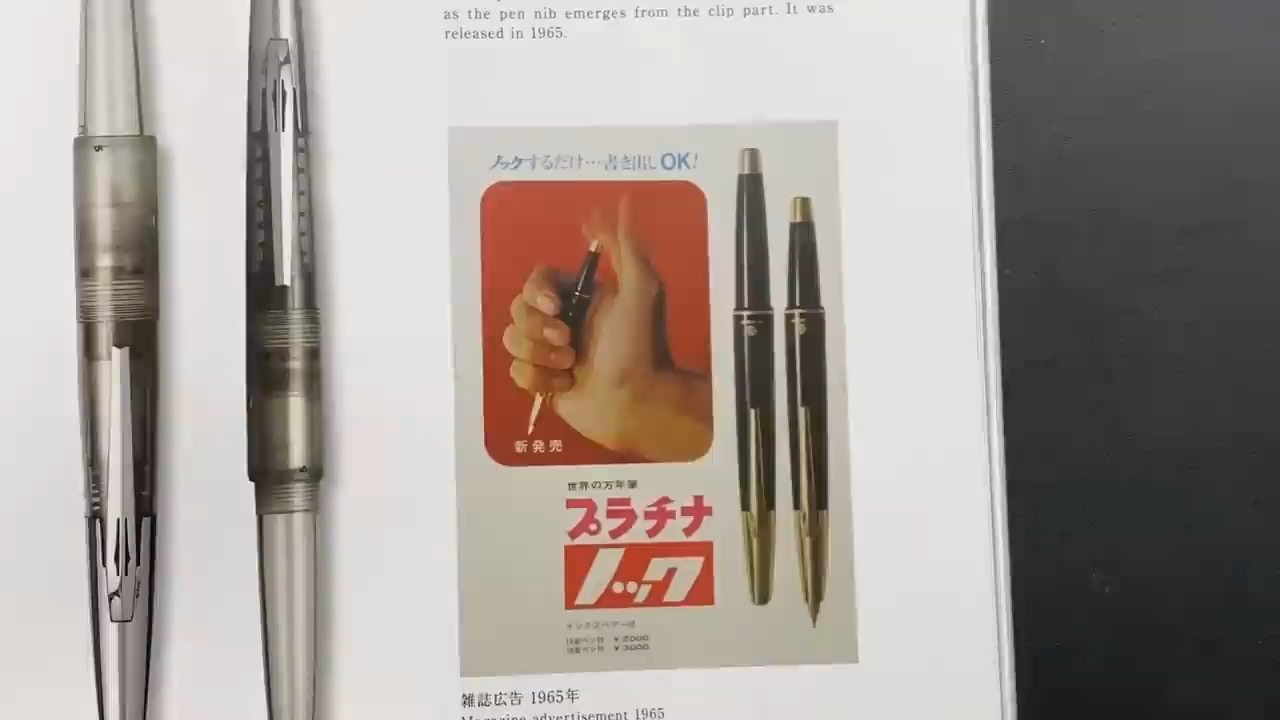 as the pen nib emerges from the clip part. It was
released in 1965.
ノックするだけ…書き出しOK!
新発売
世界の万年筆
プラチナ
ノック
¥2000
¥3000
雑誌広告 1965年
Magazine advertisement 1965